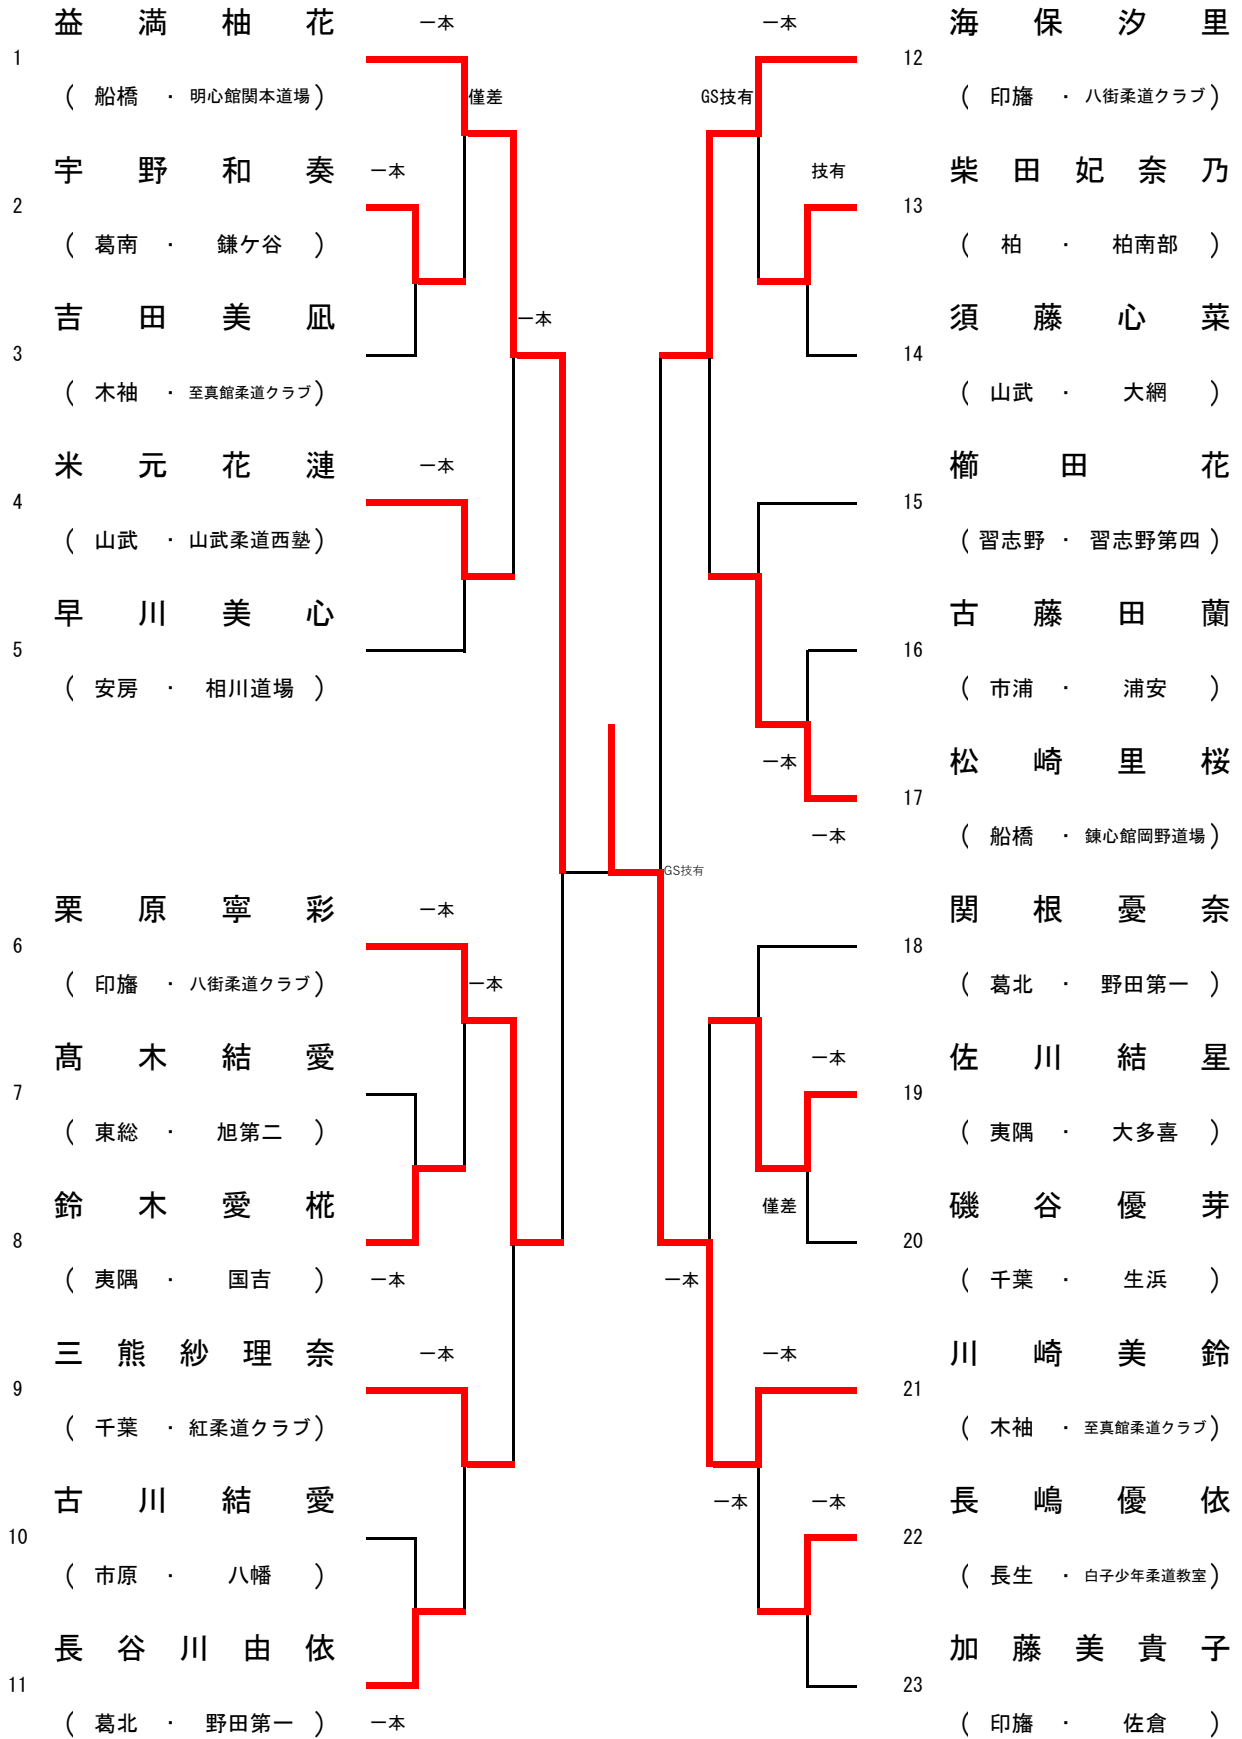 益満柚花
1
(船橋・明心館関本道場)
一本
僅差
宇野和奏
一本
2
(葛南・鎌ケ谷)
吉田美凪
一本
3
(木袖・至真館柔道クラブ)
米元花漣
一本
4
(山武・山武柔道西塾)
早川美心
5
(安房・相川道場)
栗原寧彩
一本
6
(印旛・八街柔道クラブ)
一本
髙木結愛
7
(東総・旭第二)
鈴木愛椛
8
(夷隅・国吉)
一本
三熊紗理奈
一本
9
(千葉・紅柔道クラブ)
古川結愛
10
(市原・八幡)
長谷川由依
11
(葛北・野田第一)
一本
一本
海保汐里
12
GS技有
(印旛・八街柔道クラブ)
技有
柴田妃奈乃
13
(柏・柏南部)
須藤心菜
14
(山武・大網)
櫛田花
15
(習志野・習志野第四)
古藤田蘭
16
(市浦・浦安)
一本
松崎里桜
17
一本
(船橋・錬心館岡野道場)
GS技有
関根憂奈
18
(葛北・野田第一)
一本
佐川結星
19
(夷隅・大多喜)
僅差
磯谷優芽
20
一本
(千葉・生浜)
一本
川崎美鈴
21
(木袖・至真館柔道クラブ)
一本
一本
長嶋優依
22
(長生・白子少年柔道教室)
加藤美貴子
23
(印旛・佐倉)